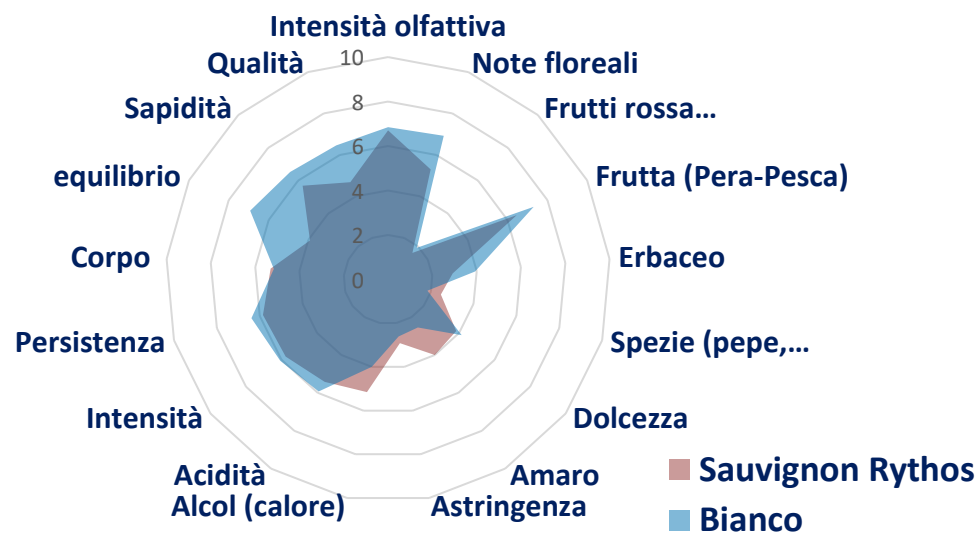 Intensità olfattiva
Note floreali
Frutti rossa...
Frutta (Pera-Pesca)
Erbaceo
Spezie (pepe,...
Dolcezza
Amaro
Astringenza
Alcol (calore)
Acidità
Intensità
Persistenza
Corpo
equilibrio
Sapidità
Qualità
10
8
6
4
2
0
Sauvignon Rythos
Bianco